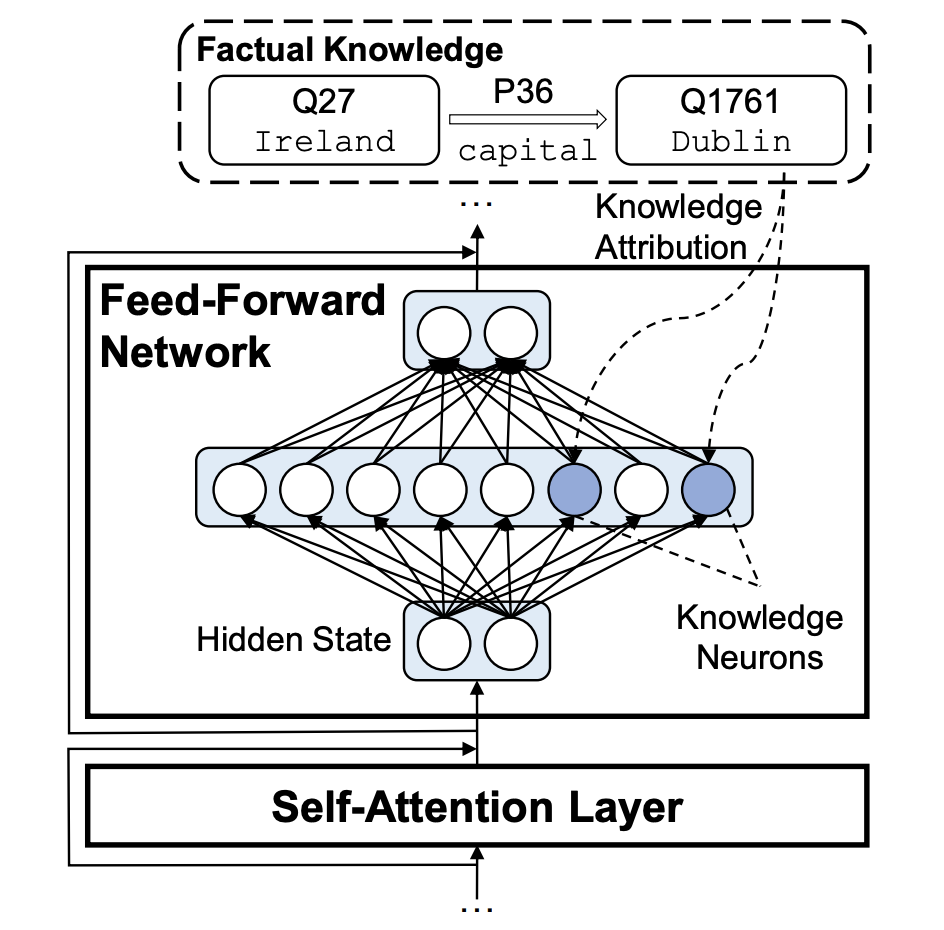 Factual Knowledge
Q27
Ireland
P36
capital
Q1761
Dublin
...
Knowledge
Attribution
Feed-Forward
Network
Hidden State
Knowledge
Neurons
Self-Attention Layer
...